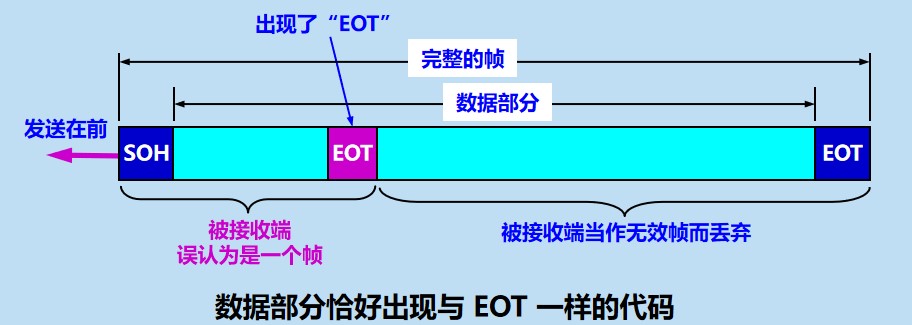 出现了“EOT”
完整的帧
数据部分
发送在前
SOH
EOT
EOT
被接收端
误认为是一个帧
被接收端当作无效帧而丢弃
数据部分恰好出现与 EOT 一样的代码